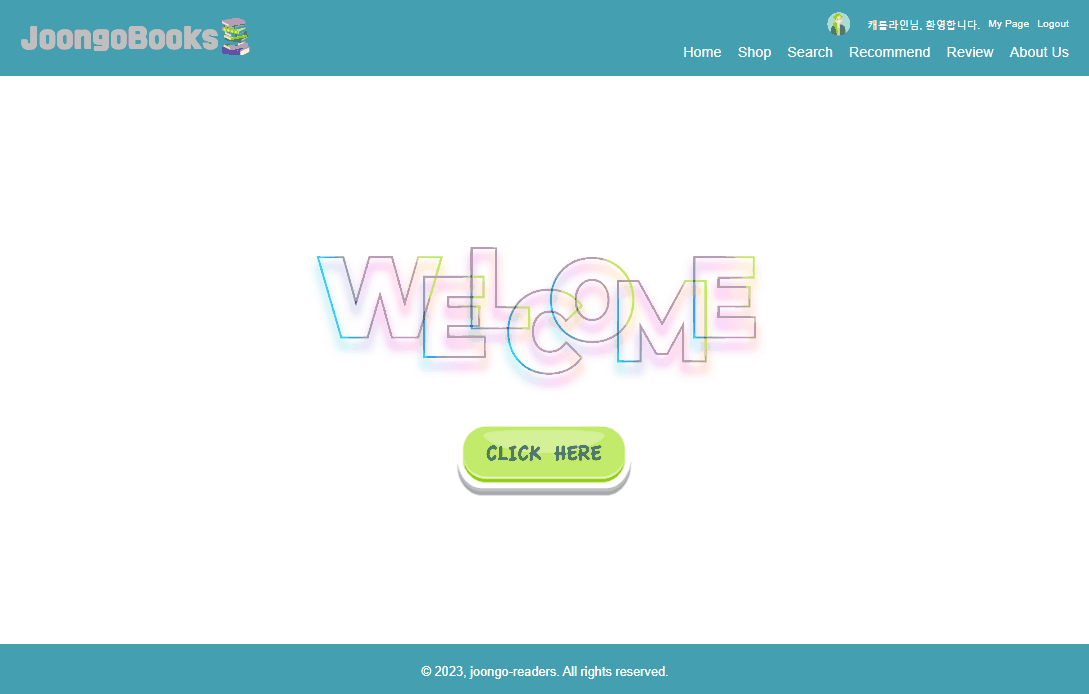 JoongoBooks
캐플라인님, 환영합니다. My Page Logout
Home Shop Search Recommend Review About Us
WELCOME
CLICK HERE
© 2023, joongo-readers. All rights reserved.